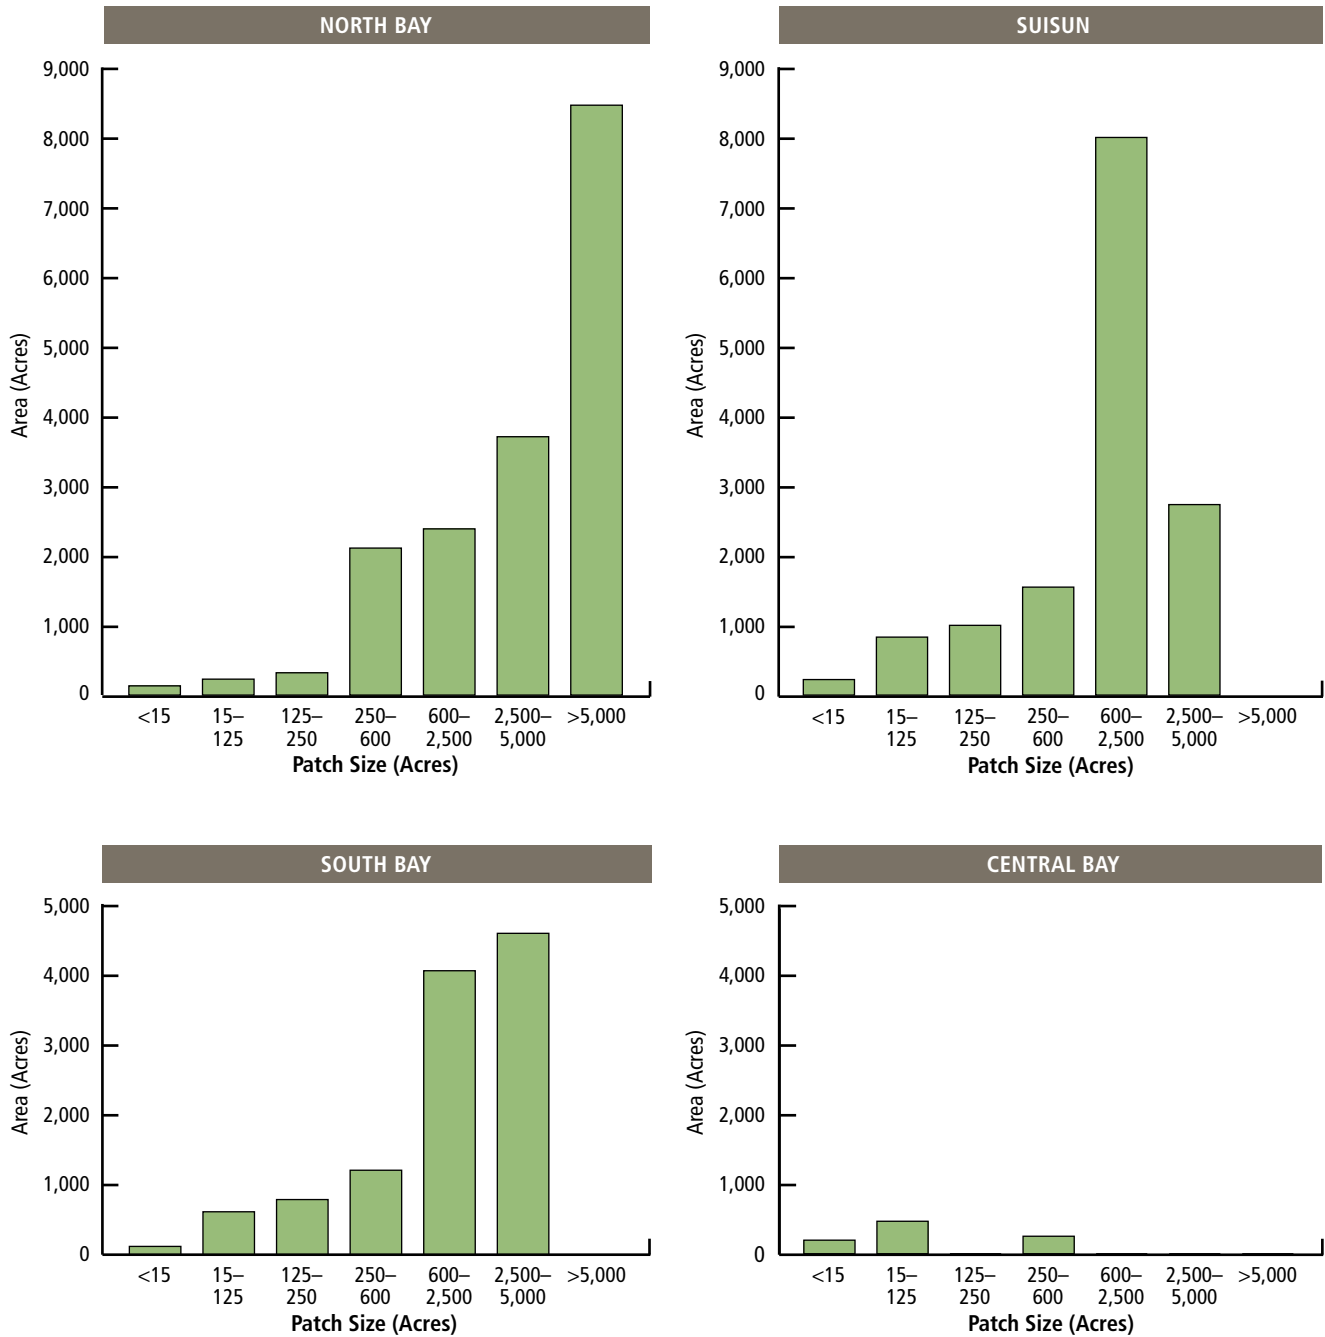 NORTH BAY
9,000
8,000
7,000
6,000
5,000
4,000
3,000
2,000
1,000
0
Area (Acres)
<15 15– 125– 250– 600– 2,500– >5,000
125 250 600 2,500 5,000
Patch Size (Acres)
SUISUN
9,000
8,000
7,000
6,000
5,000
4,000
3,000
2,000
1,000
0
Area (Acres)
<15 15– 125– 250– 600– 2,500– >5,000
125 250 600 2,500 5,000
Patch Size (Acres)
SOUTH BAY
5,000
4,000
3,000
2,000
1,000
0
Area (Acres)
<15 15– 125– 250– 600– 2,500– >5,000
125 250 600 2,500 5,000
Patch Size (Acres)
CENTRAL BAY
5,000
4,000
3,000
2,000
1,000
0
Area (Acres)
<15 15– 125– 250– 600– 2,500– >5,000
125 250 600 2,500 5,000
Patch Size (Acres)